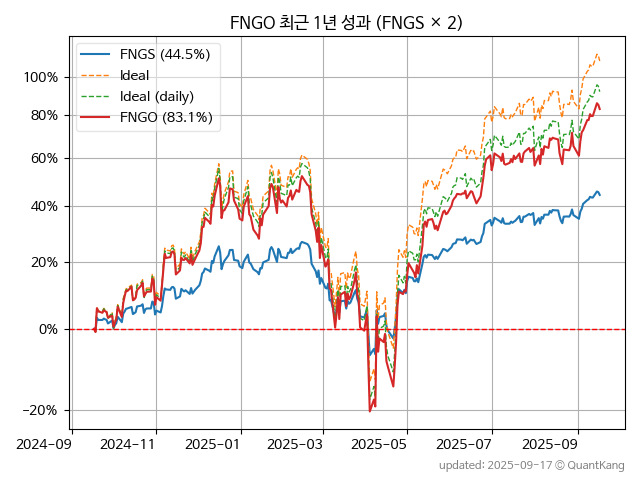 FNGO 최근 1년 성과 (FNGS × 2)
FNGS (44.5%)
Ideal
Ideal (daily)
FNGO (83.1%)
100%
80%
60%
40%
20%
0%
−20%
2024-09
2024-11
2025-01
2025-03
2025-05
2025-07
2025-09
updated: 2025-09-17 © QuantKang